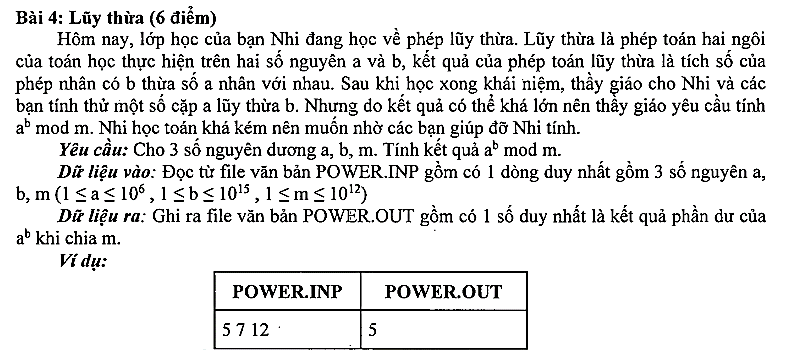 Bài 4: Lũy thừa (6 điểm)
Hôm nay, lớp học của bạn Nhi đang học về phép lũy thừa. Lũy thừa là phép toán hai ngôi
của toán học thực hiện trên hai số nguyên a và b, kết quả của phép toán lũy thừa là tích số của
phép nhân có b thừa số a nhân với nhau. Sau khi học xong khái niệm, thầy giáo cho Nhi và các
bạn tính thử một số cặp a lũy thừa b. Nhưng do kết quả có thể khá lớn nên thầy giáo yêu cầu tính
aᵇ mod m. Nhi học toán khá kém nên muốn nhờ các bạn giúp đỡ Nhi tính.
Yêu cầu: Cho 3 số nguyên dương a, b, m. Tính kết quả aᵇ mod m.
Dữ liệu vào: Đọc từ file văn bản POWER.INP gồm có 1 dòng duy nhất gồm 3 số nguyên a,
b, m (1 ≤ a ≤ 10⁶ , 1 ≤ b ≤ 10¹⁵ , 1 ≤ m ≤ 10¹²)
Dữ liệu ra: Ghi ra file văn bản POWER.OUT gồm có 1 số duy nhất là kết quả phần dư của
aᵇ khi chia m.
Ví dụ:
POWER.INP POWER.OUT
5 7 12 5